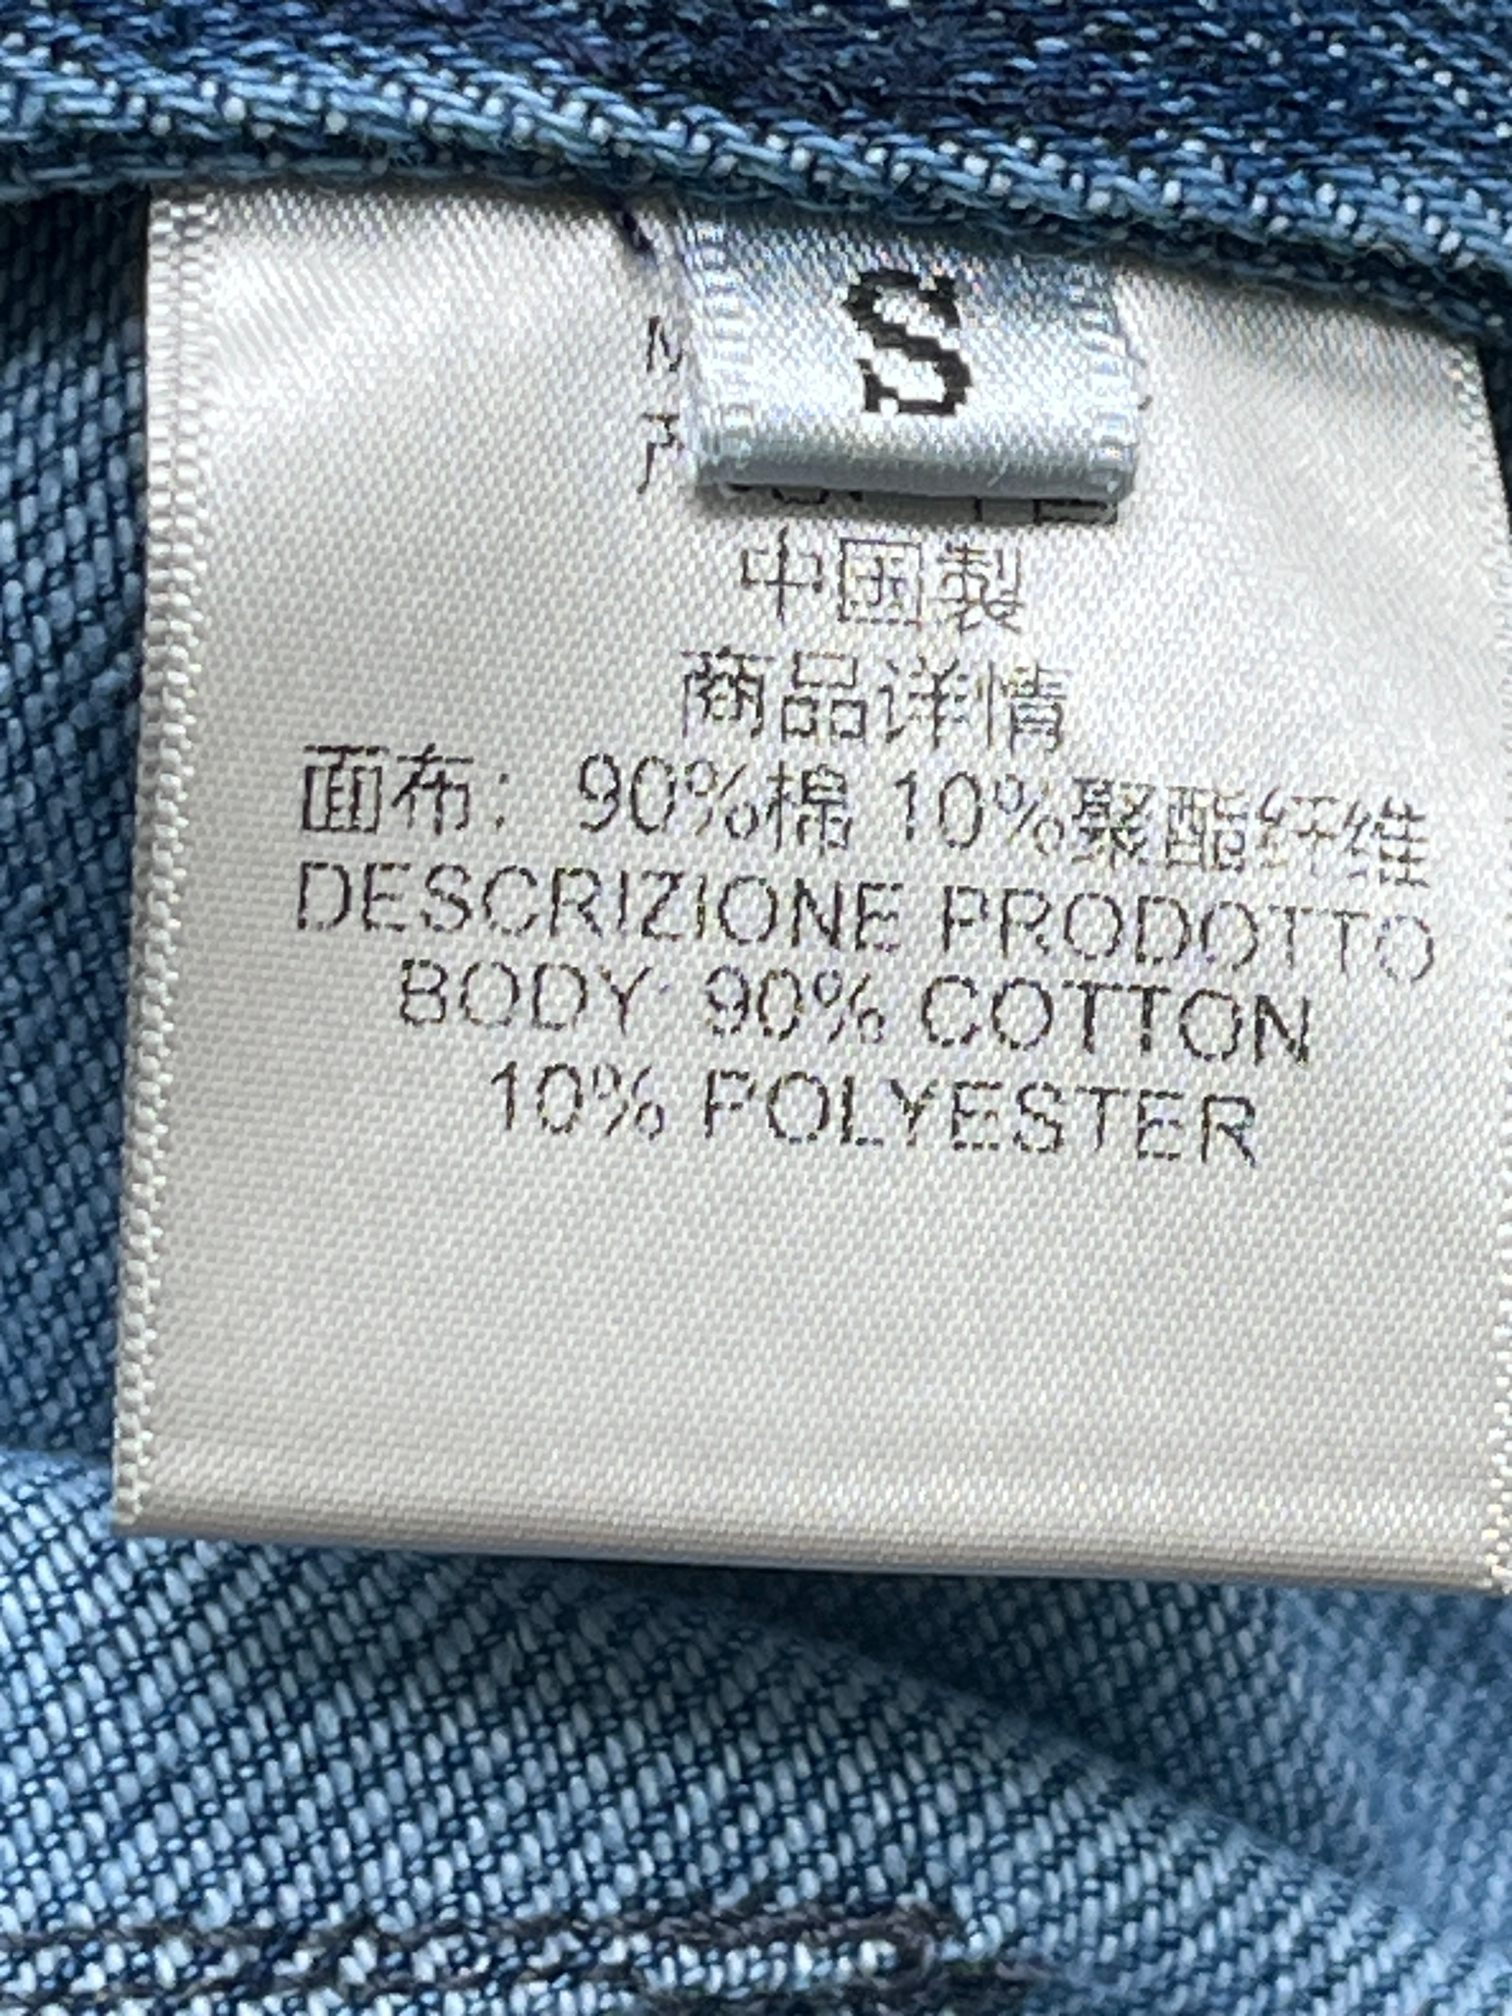 S
中国製
商品详情
面布: 90%棉 10%聚酯纤维
DESCRIZIONE PRODOTTO
BODY: 90% COTTON
10% POLYESTER